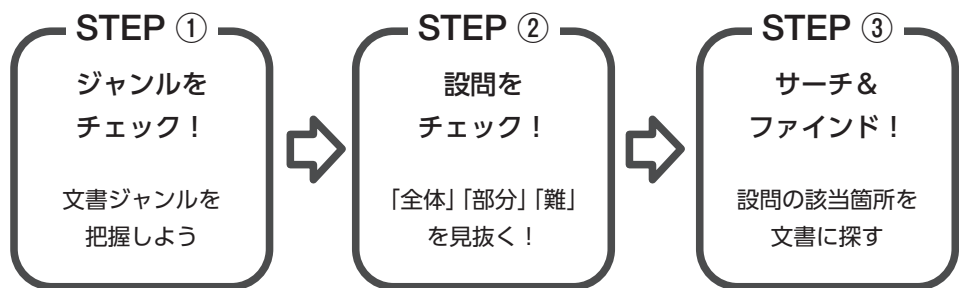 STEP ①
ジャンルを
チェック！
文書ジャンルを
把握しよう
STEP ②
設問を
チェック！
「全体」「部分」「難」
を見抜く！
STEP ③
サーチ＆
ファインド！
設問の該当箇所を
文書に探す